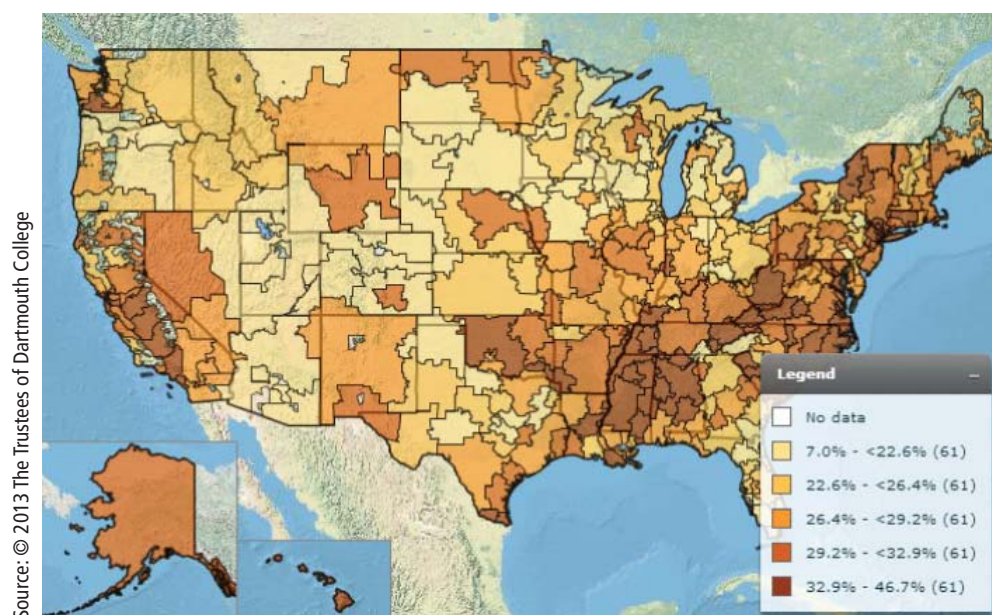 Source: © 2013 The Trustees of Dartmouth College
Legend
No data
7.0% - <22.6% (61)
22.6% - <26.4% (61)
26.4% - <29.2% (61)
29.2% - <32.9% (61)
32.9% - 46.7% (61)